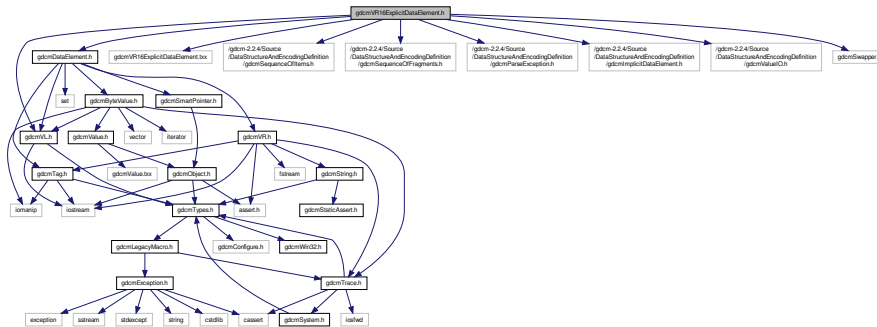 gdcmVR16ExplicitDataElement.h
gdcmDataElement.h
gdcmVR16ExplicitDataElement.txx
/gdcm-2.2.4/Source
/DataStructureAndEncodingDefinition
/gdcmSequenceOfItems.h
/gdcm-2.2.4/Source
/DataStructureAndEncodingDefinition
/gdcmSequenceOfFragments.h
/gdcm-2.2.4/Source
/DataStructureAndEncodingDefinition
/gdcmParseException.h
/gdcm-2.2.4/Source
/DataStructureAndEncodingDefinition
/gdcmImplicitDataElement.h
/gdcm-2.2.4/Source
/DataStructureAndEncodingDefinition
/gdcmValueIO.h
gdcmSwapper.
set
gdcmByteValue.h
gdcmSmartPointer.h
gdcmVL.h
gdcmValue.h
vector
iterator
gdcmVR.h
gdcmTag.h
gdcmValue.txx
gdcmObject.h
fstream
gdcmString.h
iomanip
iostream
gdcmTypes.h
assert.h
gdcmStaticAssert.h
gdcmLegacyMacro.h
gdcmConfigure.h
gdcmWin32.h
gdcmException.h
gdcmTrace.h
exception
sstream
stdexcept
string
cstdlib
cassert
gdcmSystem.h
iosfwd